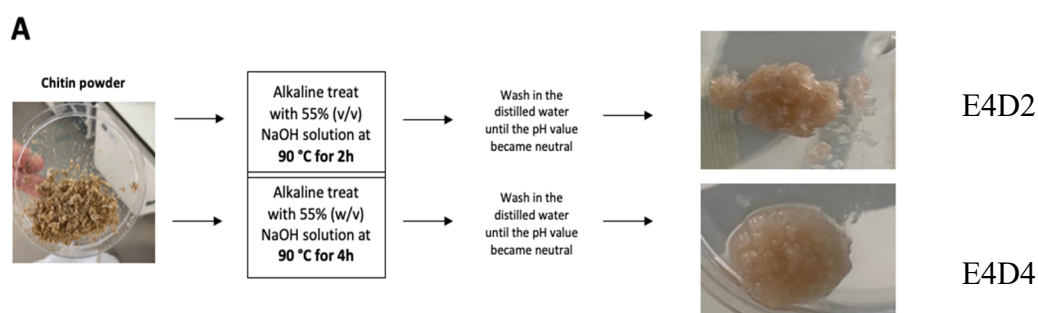 A
Chitin powder
Alkaline treat
with 55% (v/v)
NaOH solution at
90 °C for 2h
Wash in the
distilled water
until the pH value
became neutral
E4D2
Alkaline treat
with 55% (w/v)
NaOH solution at
90 °C for 4h
Wash in the
distilled water
until the pH value
became neutral
E4D4